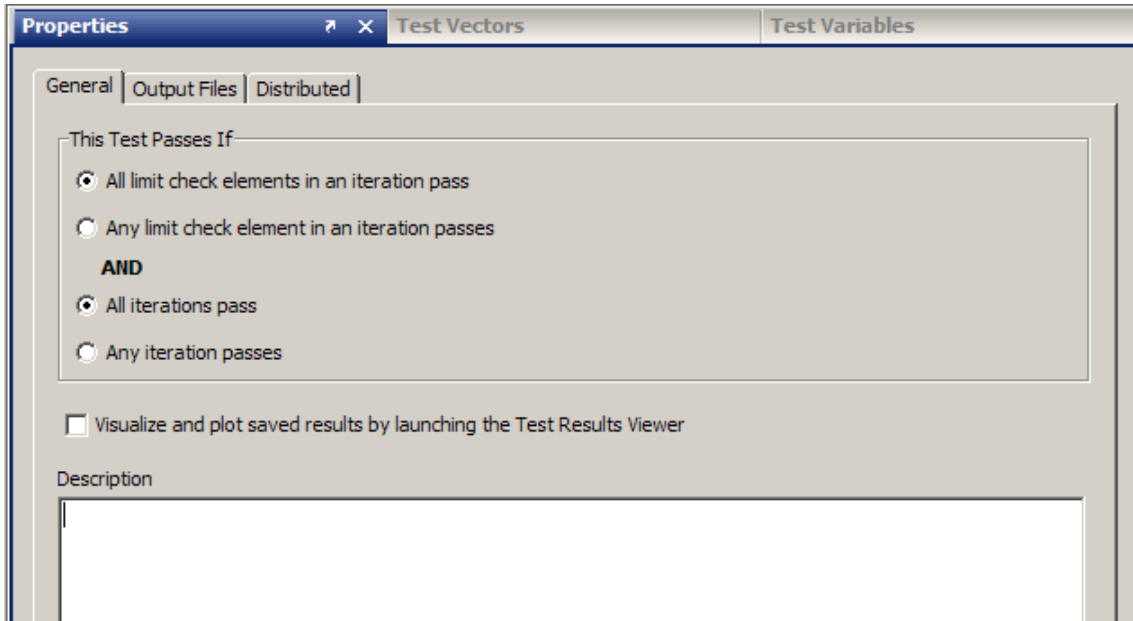 Properties Test Vectors Test Variables
General Output Files Distributed
This Test Passes If
All limit check elements in an iteration pass
Any limit check element in an iteration passes
AND
All iterations pass
Any iteration passes
Visualize and plot saved results by launching the Test Results Viewer
Description